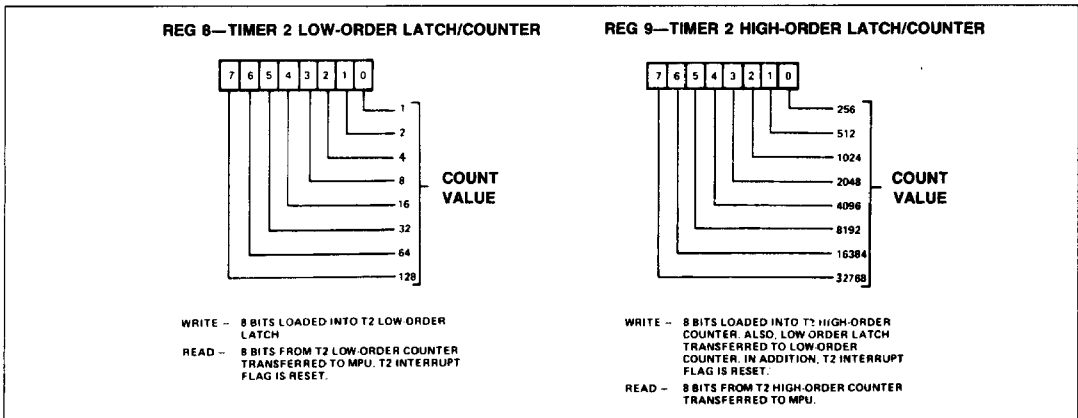 REG 8—TIMER 2 LOW-ORDER LATCH/COUNTER
7 6 5 4 3 2 1 0
1
2
4
8
16
32
64
128
COUNT
VALUE
WRITE – 8 BITS LOADED INTO T2 LOW-ORDER
LATCH
READ – 8 BITS FROM T2 LOW-ORDER COUNTER
TRANSFERRED TO MPU. T2 INTERRUPT
FLAG IS RESET.
REG 9—TIMER 2 HIGH-ORDER LATCH/COUNTER
7 6 5 4 3 2 1 0
256
512
1024
2048
4096
8192
16384
32768
COUNT
VALUE
WRITE – 8 BITS LOADED INTO T2 HIGH-ORDER
COUNTER. ALSO, LOW-ORDER LATCH
TRANSFERRED TO LOW-ORDER
COUNTER. IN ADDITION, T2 INTERRUPT
FLAG IS RESET.
READ – 8 BITS FROM T2 HIGH-ORDER COUNTER
TRANSFERRED TO MPU.